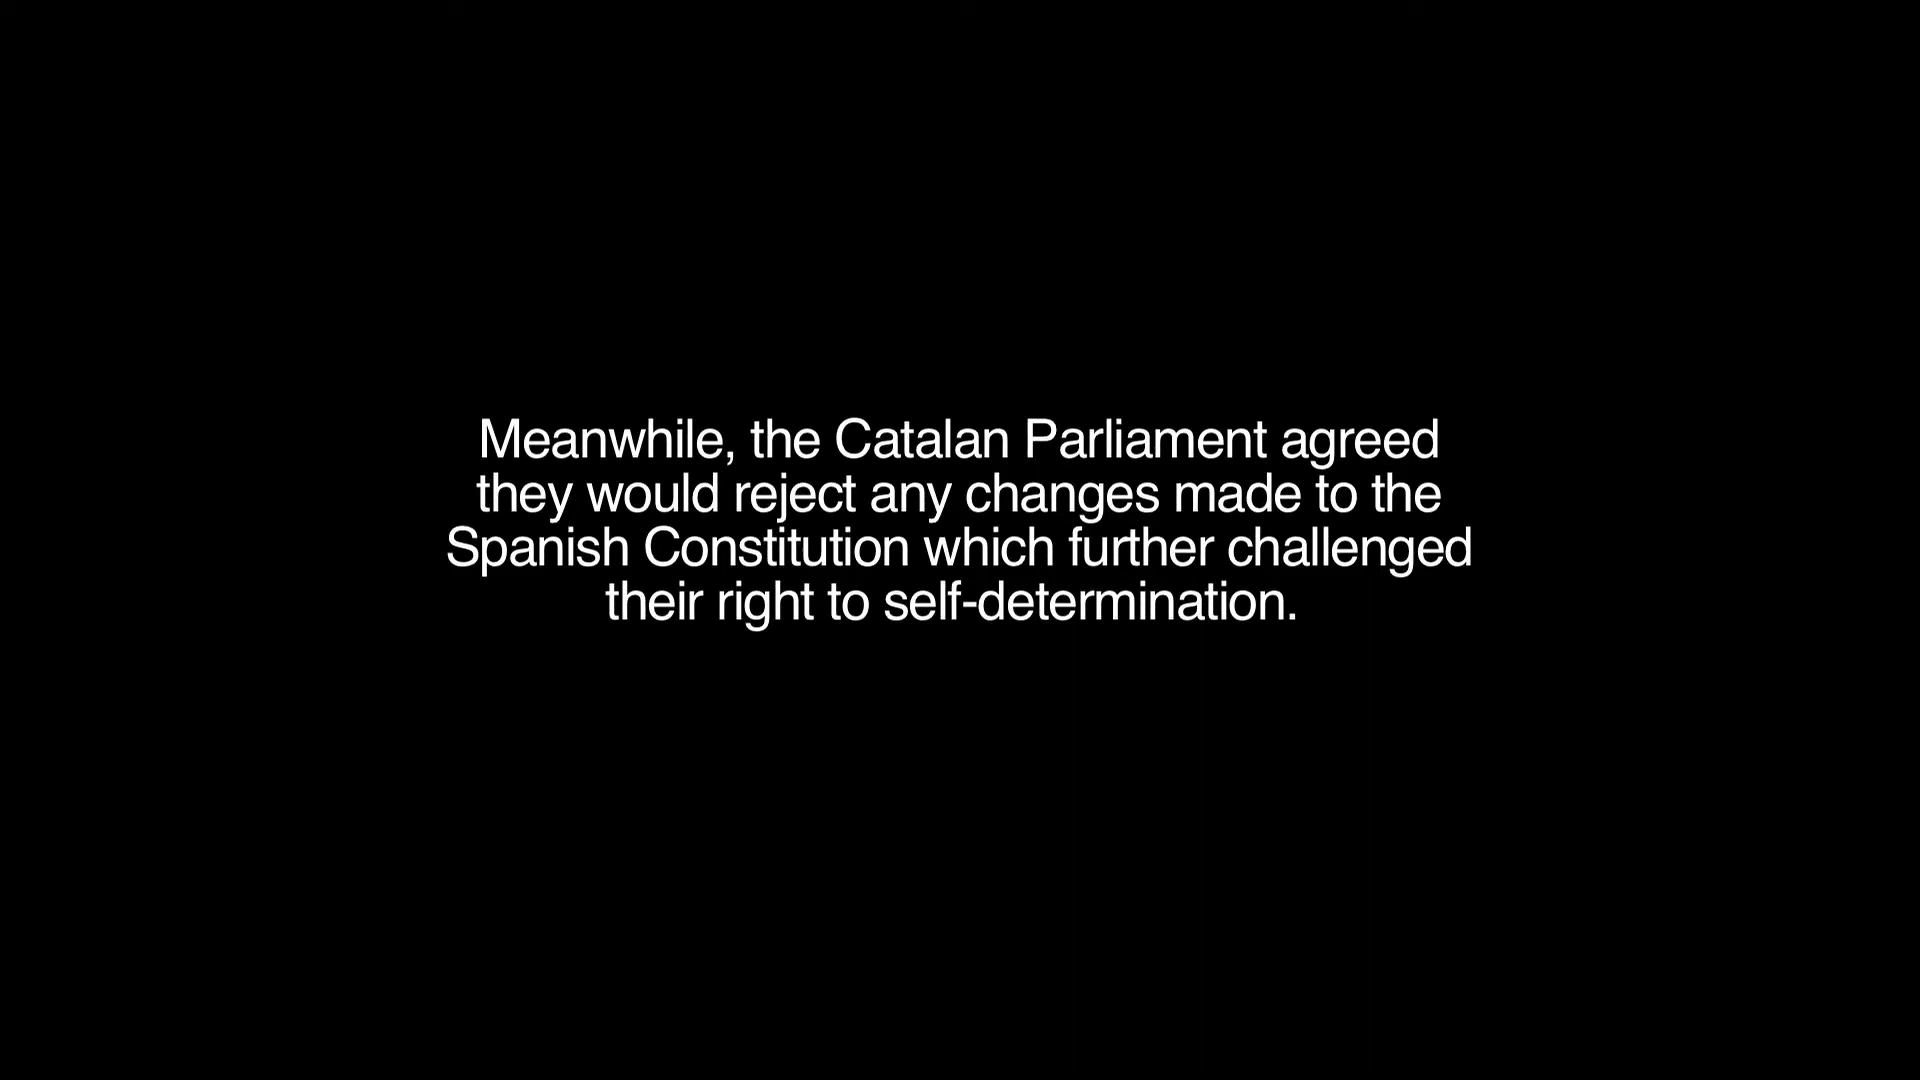 Meanwhile, the Catalan Parliament agreed
they would reject any changes made to the
Spanish Constitution which further challenged
their right to self-determination.